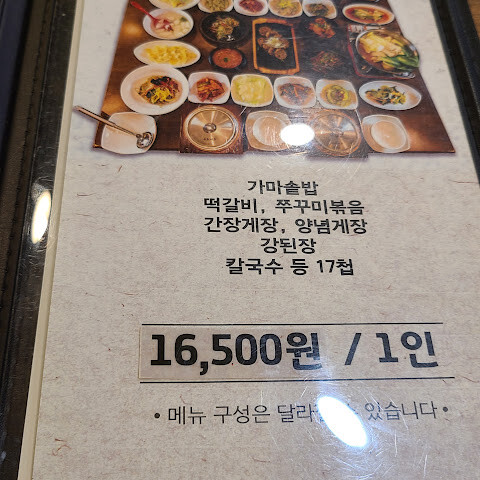 가마솥밥
떡갈비, 쭈꾸미볶음
간장게장, 양념게장
강된장
칼국수 등 17첩
16,500원 / 1인
• 메뉴 구성은 있습니다 •